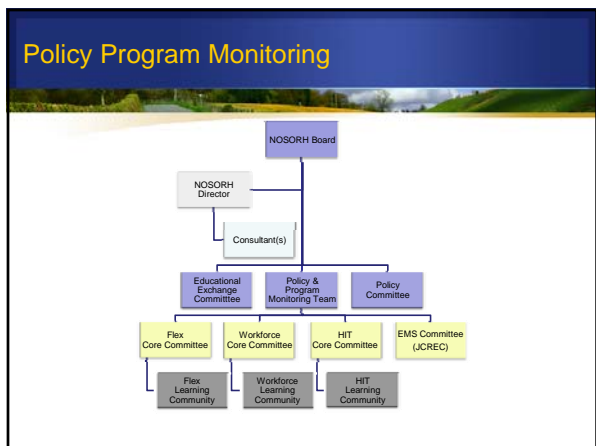 Policy Program Monitoring
NOSORH Board
NOSORH
Director
Consultant(s)
Educational
Exchange
Committtee
Policy &
Program
Monitoring Team
Policy
Committee
Flex
Core Committee
Workforce
Core Committee
HIT
Core Committee
EMS Committee
(JCREC)
Flex
Learning
Community
Workforce
Learning
Community
HIT
Learning
Community